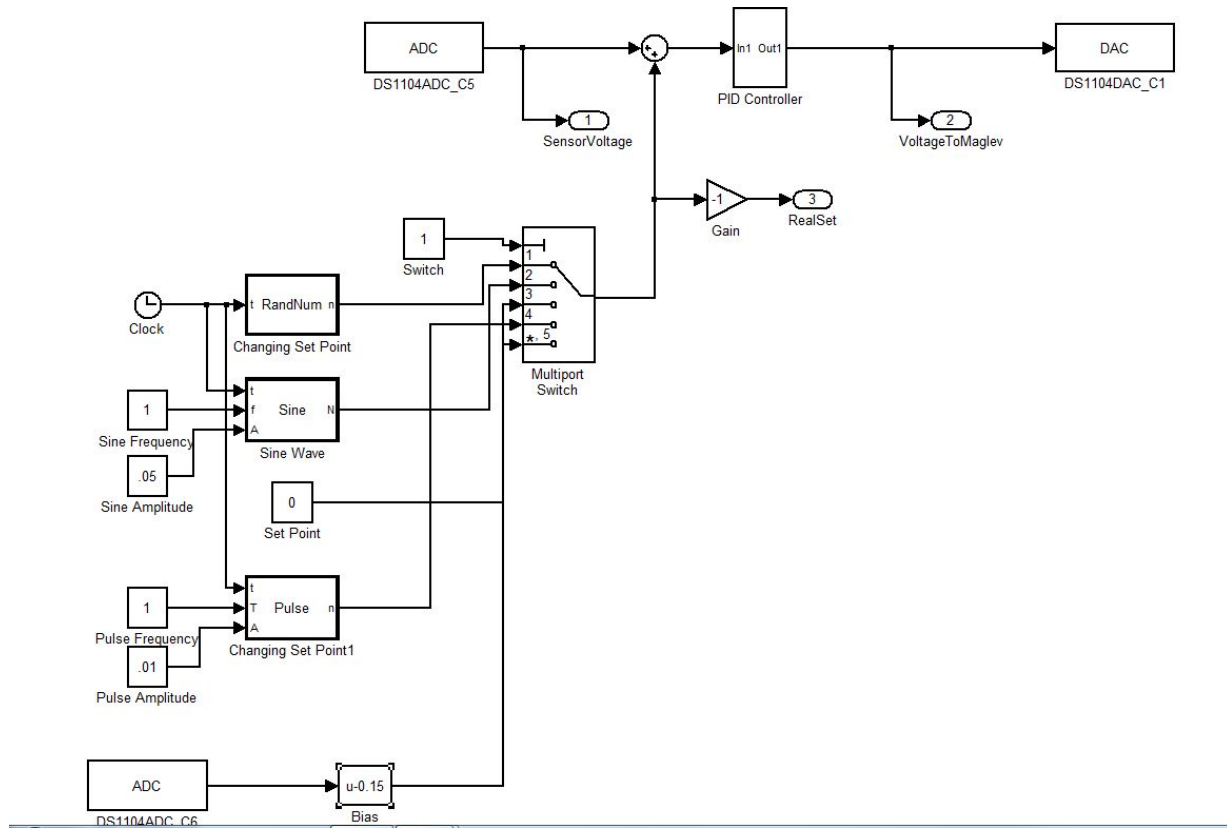 ADC
DS1104ADC_C5
In1 Out1
PID Controller
DAC
DS1104DAC_C1
1
SensorVoltage
2
VoltageToMaglev
-1
Gain
3
RealSet
1
Switch
1
2
3
4
*, 5
Multiport
Switch
Clock
t RandNum n
Changing Set Point
1
Sine Frequency
.05
Sine Amplitude
t
f Sine N
A
Sine Wave
0
Set Point
1
Pulse Frequency
.01
Pulse Amplitude
t
T Pulse n
A
Changing Set Point1
ADC
DS1104ADC_C6
u-0.15
Bias